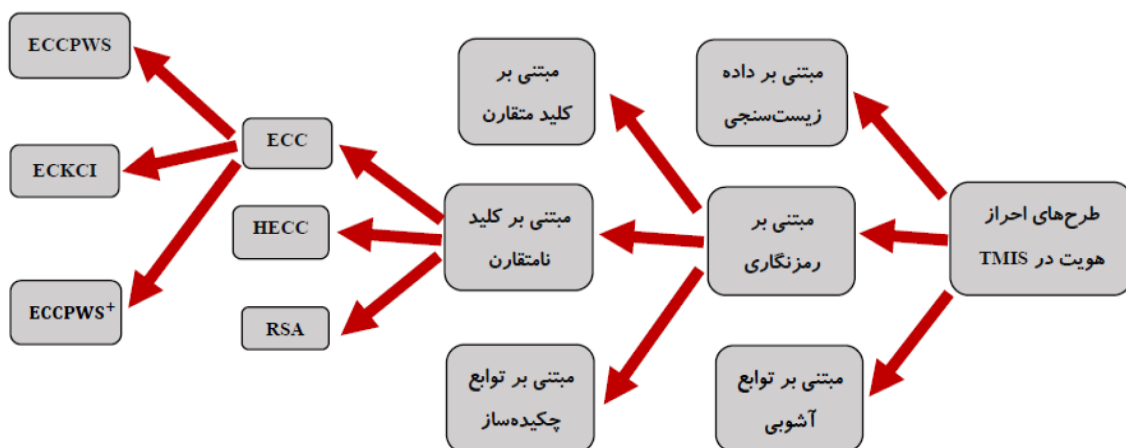 طرح‌های احراز
هویت در TMIS
مبتنی بر داده
زیست‌سنجی
مبتنی بر
رمزنگاری
مبتنی بر توابع
آشوبی
مبتنی بر
کلید متقارن
مبتنی بر کلید
نامتقارن
مبتنی بر توابع
چکیده‌ساز
ECC
HECC
RSA
ECCPWS
ECKCI
ECCPWS⁺